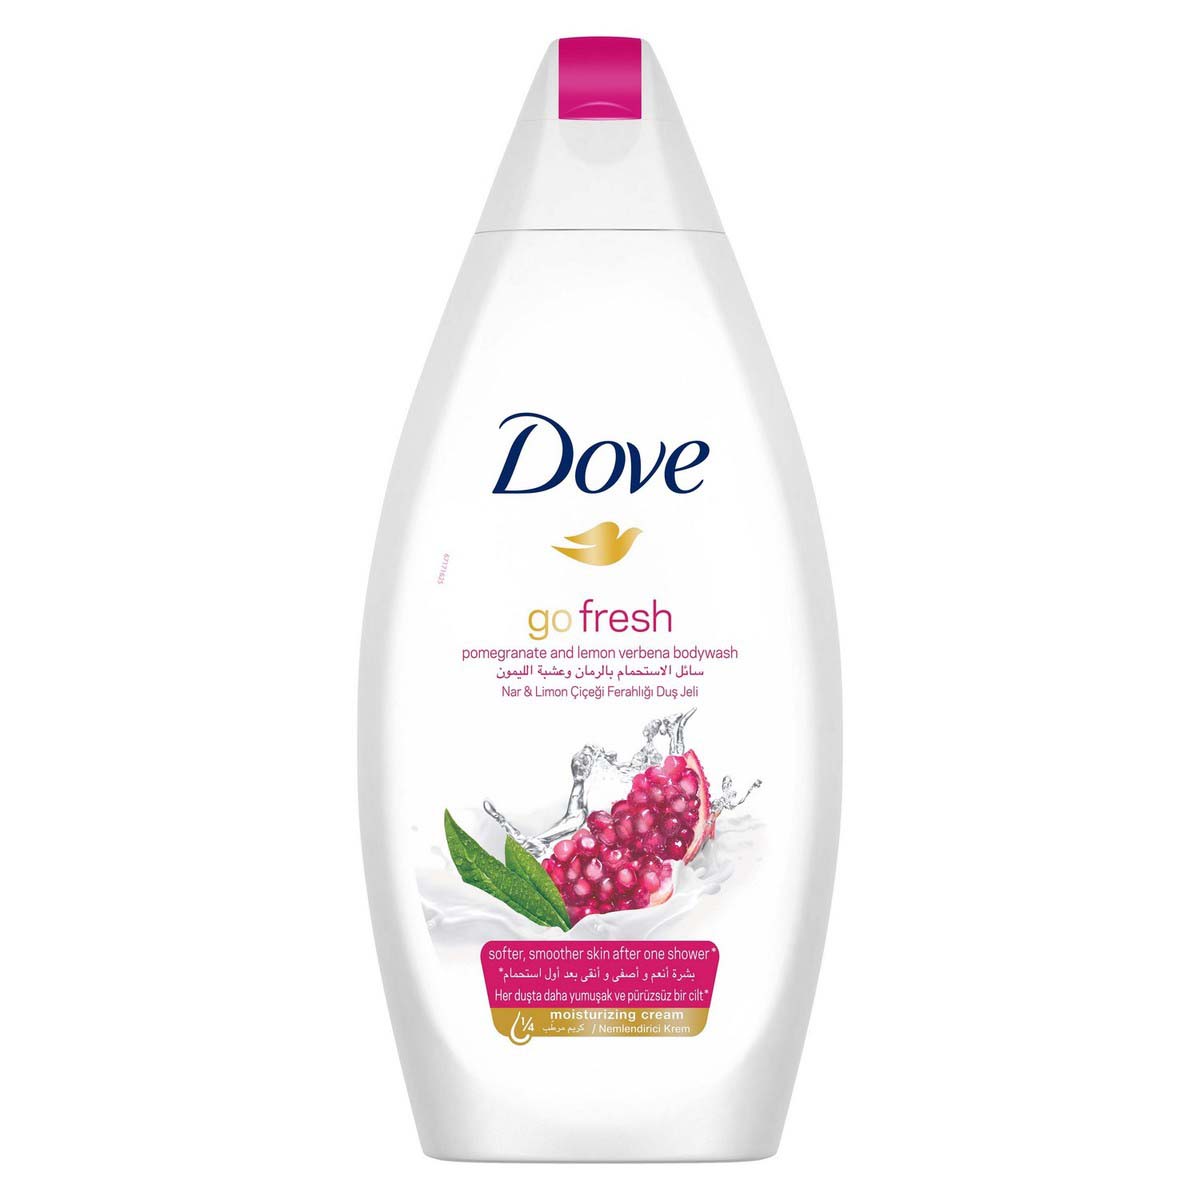 Dove
67171625
go fresh
pomegranate and lemon verbena bodywash
سائل الاستحمام بالرمان وعشبة الليمون
Nar & Limon Çiçeği Ferahlığı Duş Jeli
softer, smoother skin after one shower*
بشرة أنعم و أصفى و أنقى بعد أول استحمام*
Her duşta daha yumuşak ve pürüzsüz bir cilt*
¼ moisturizing cream
كريم مرطّب / Nemlendirici Krem